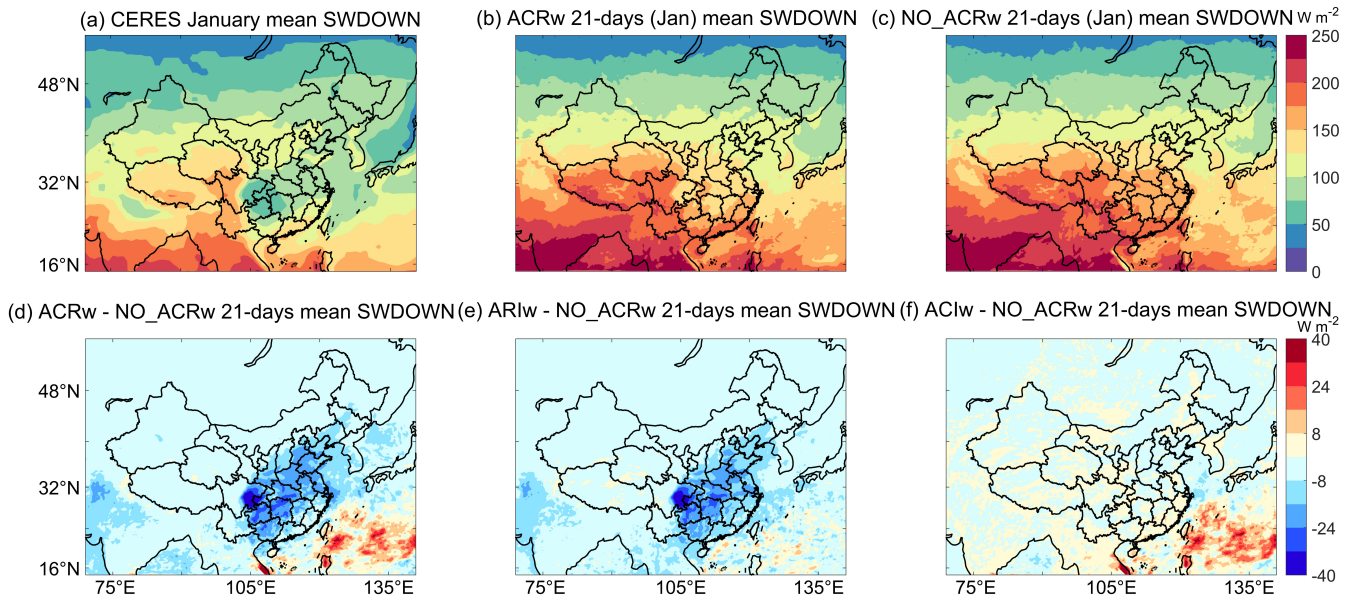 (a) CERES January mean SWDOWN
(b) ACRw 21-days (Jan) mean SWDOWN
(c) NO_ACRw 21-days (Jan) mean SWDOWN
W m-2
48°N
32°N
16°N
250
200
150
100
50
0
(d) ACRw - NO_ACRw 21-days mean SWDOWN
(e) ARIw - NO_ACRw 21-days mean SWDOWN
(f) ACIw - NO_ACRw 21-days mean SWDOWN
W m-2
48°N
32°N
16°N
75°E
105°E
135°E
75°E
105°E
135°E
75°E
105°E
135°E
40
24
8
-8
-24
-40